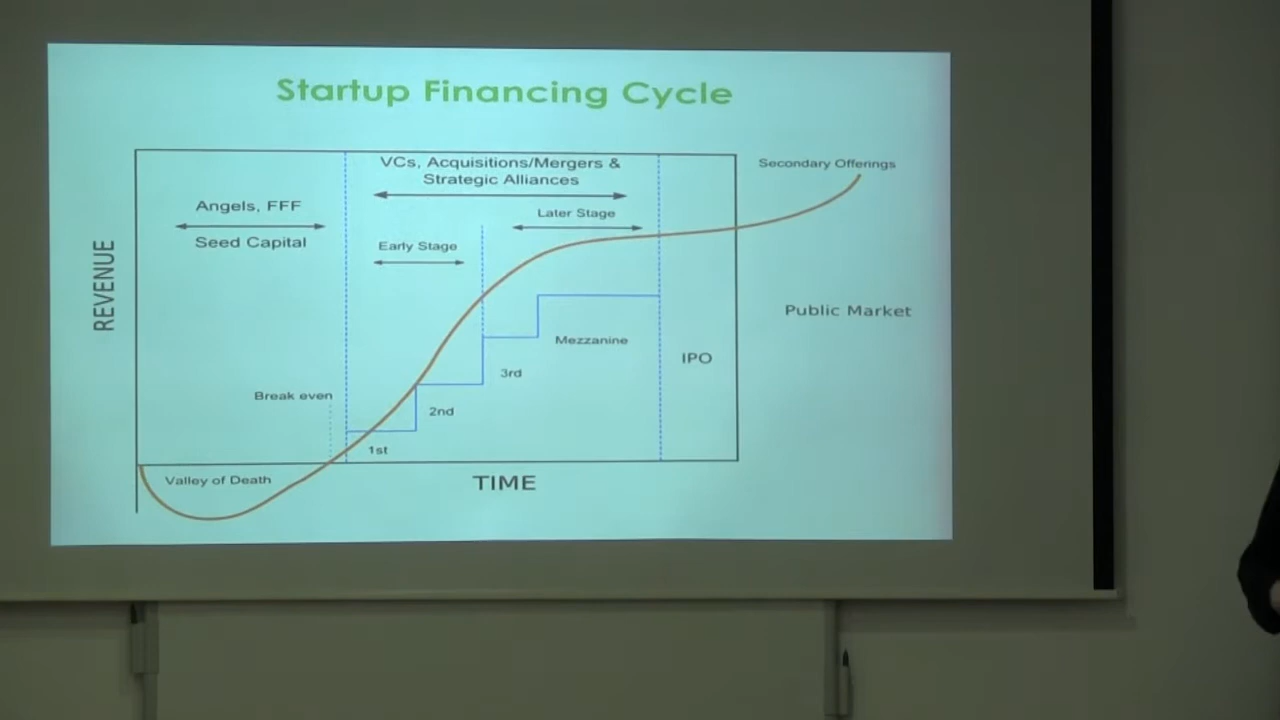 Startup Financing Cycle
VCs, Acquisitions/Mergers &
Strategic Alliances
Secondary Offerings
Angels, FFF
Seed Capital
Later Stage
Early Stage
REVENUE
Public Market
Mezzanine
IPO
3rd
Break even
2nd
1st
Valley of Death
TIME